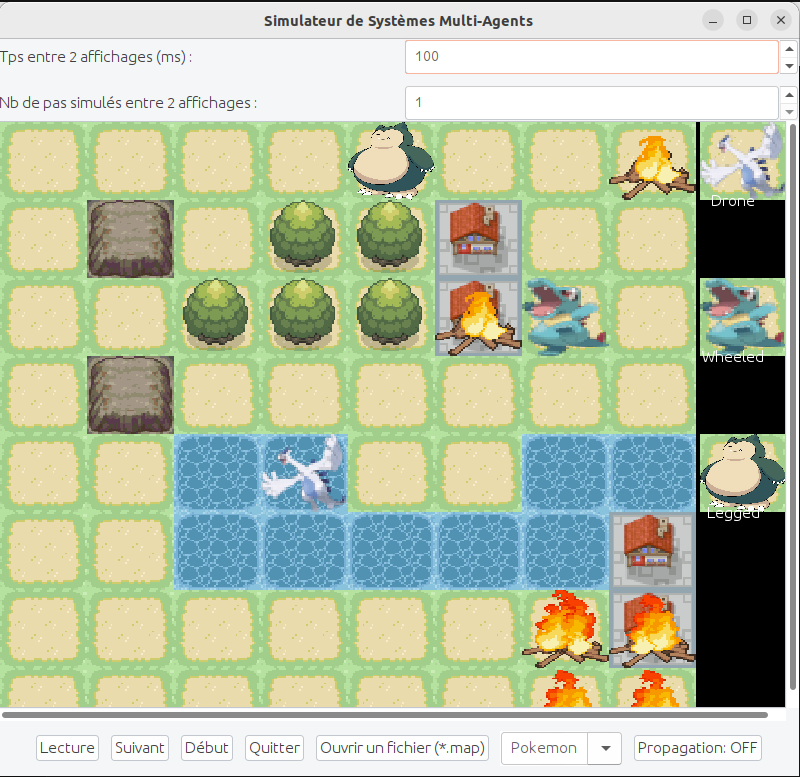 Simulateur de Systèmes Multi-Agents
Tps entre 2 affichages (ms) :
100
Nb de pas simulés entre 2 affichages :
1
Drone
Wheeled
Legged
Lecture
Suivant
Début
Quitter
Ouvrir un fichier (*.map)
Pokemon
Propagation: OFF